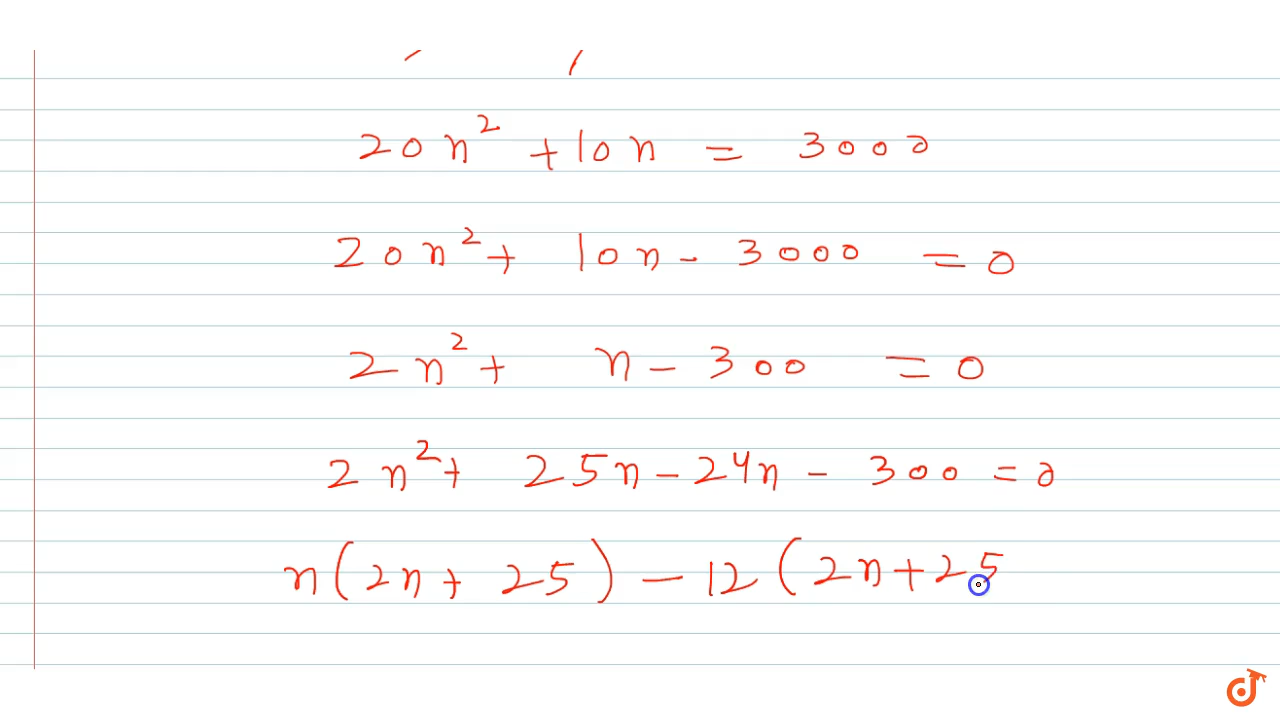 20n² + 10n = 3000
20n² + 10n - 3000 = 0
2n² + n - 300 = 0
2n² + 25n - 24n - 300 = 0
n(2n + 25) - 12(2n + 25